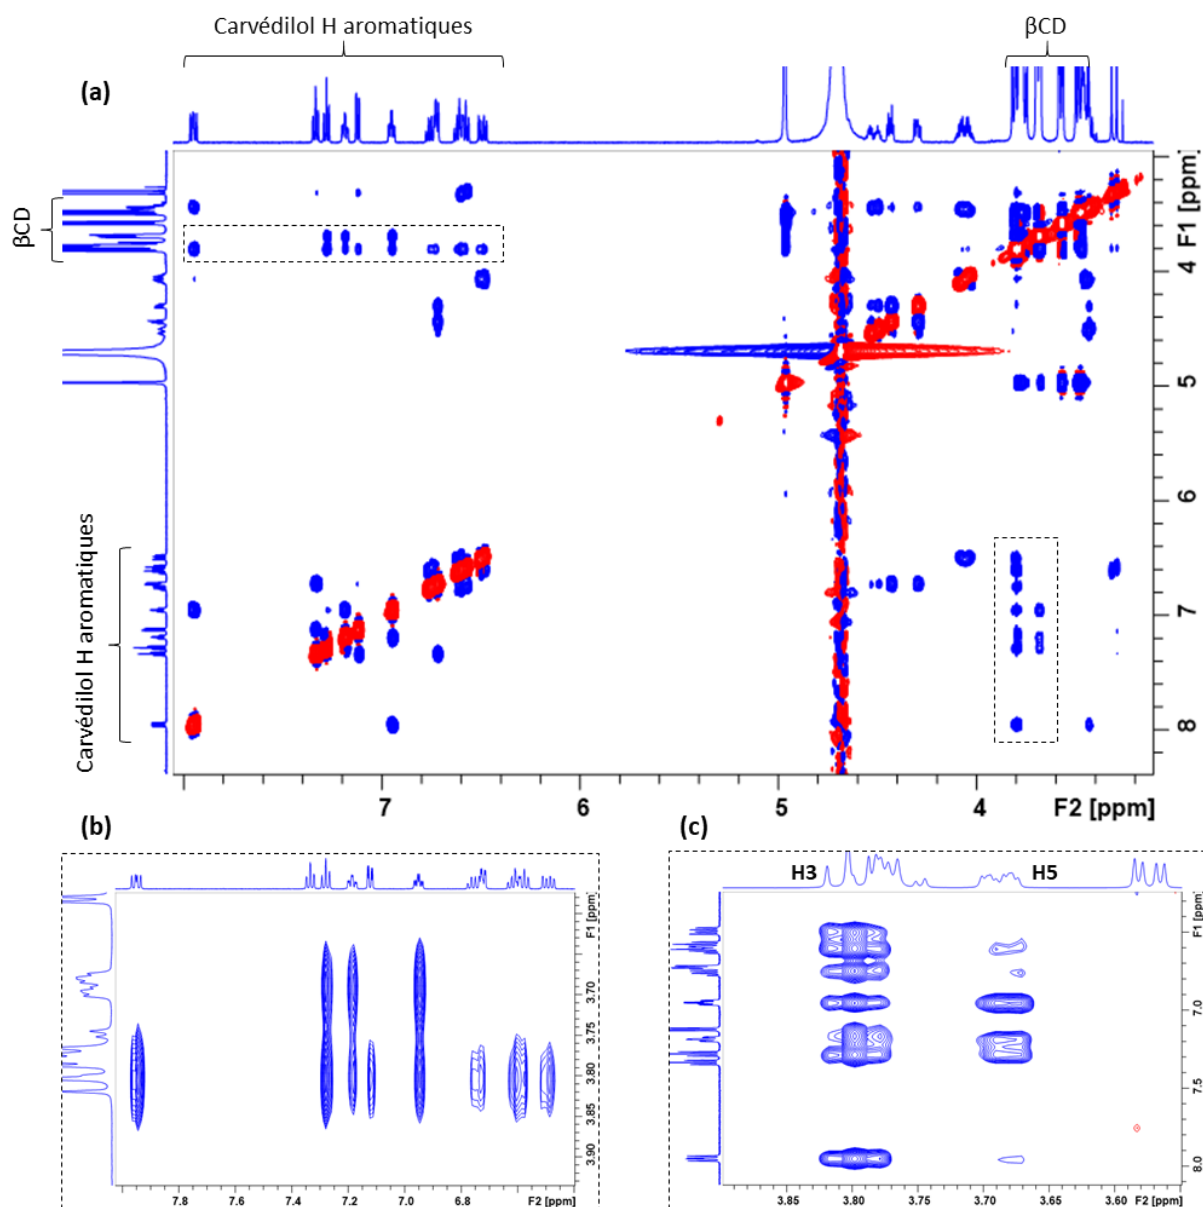 Carvédilol H aromatiques
βCD
(a)
βCD
F1 [ppm]
4
5
6
7
8
Carvédilol H aromatiques
7
6
5
4
F2 [ppm]
(b)
F1 [ppm]
3.70
3.75
3.80
3.85
3.90
7.8
7.6
7.4
7.2
7.0
6.8
F2 [ppm]
(c)
H3
H5
F1 [ppm]
7.0
7.5
8.0
3.85
3.80
3.75
3.70
3.65
3.60
F2 [ppm]